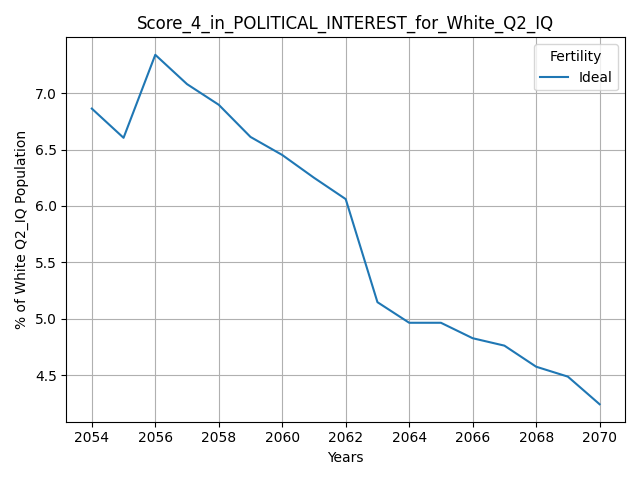 Score_4_in_POLITICAL_INTEREST_for_White_Q2_IQ
Fertility
Ideal
% of White Q2_IQ Population
7.0
6.5
6.0
5.5
5.0
4.5
2054 2056 2058 2060 2062 2064 2066 2068 2070
Years